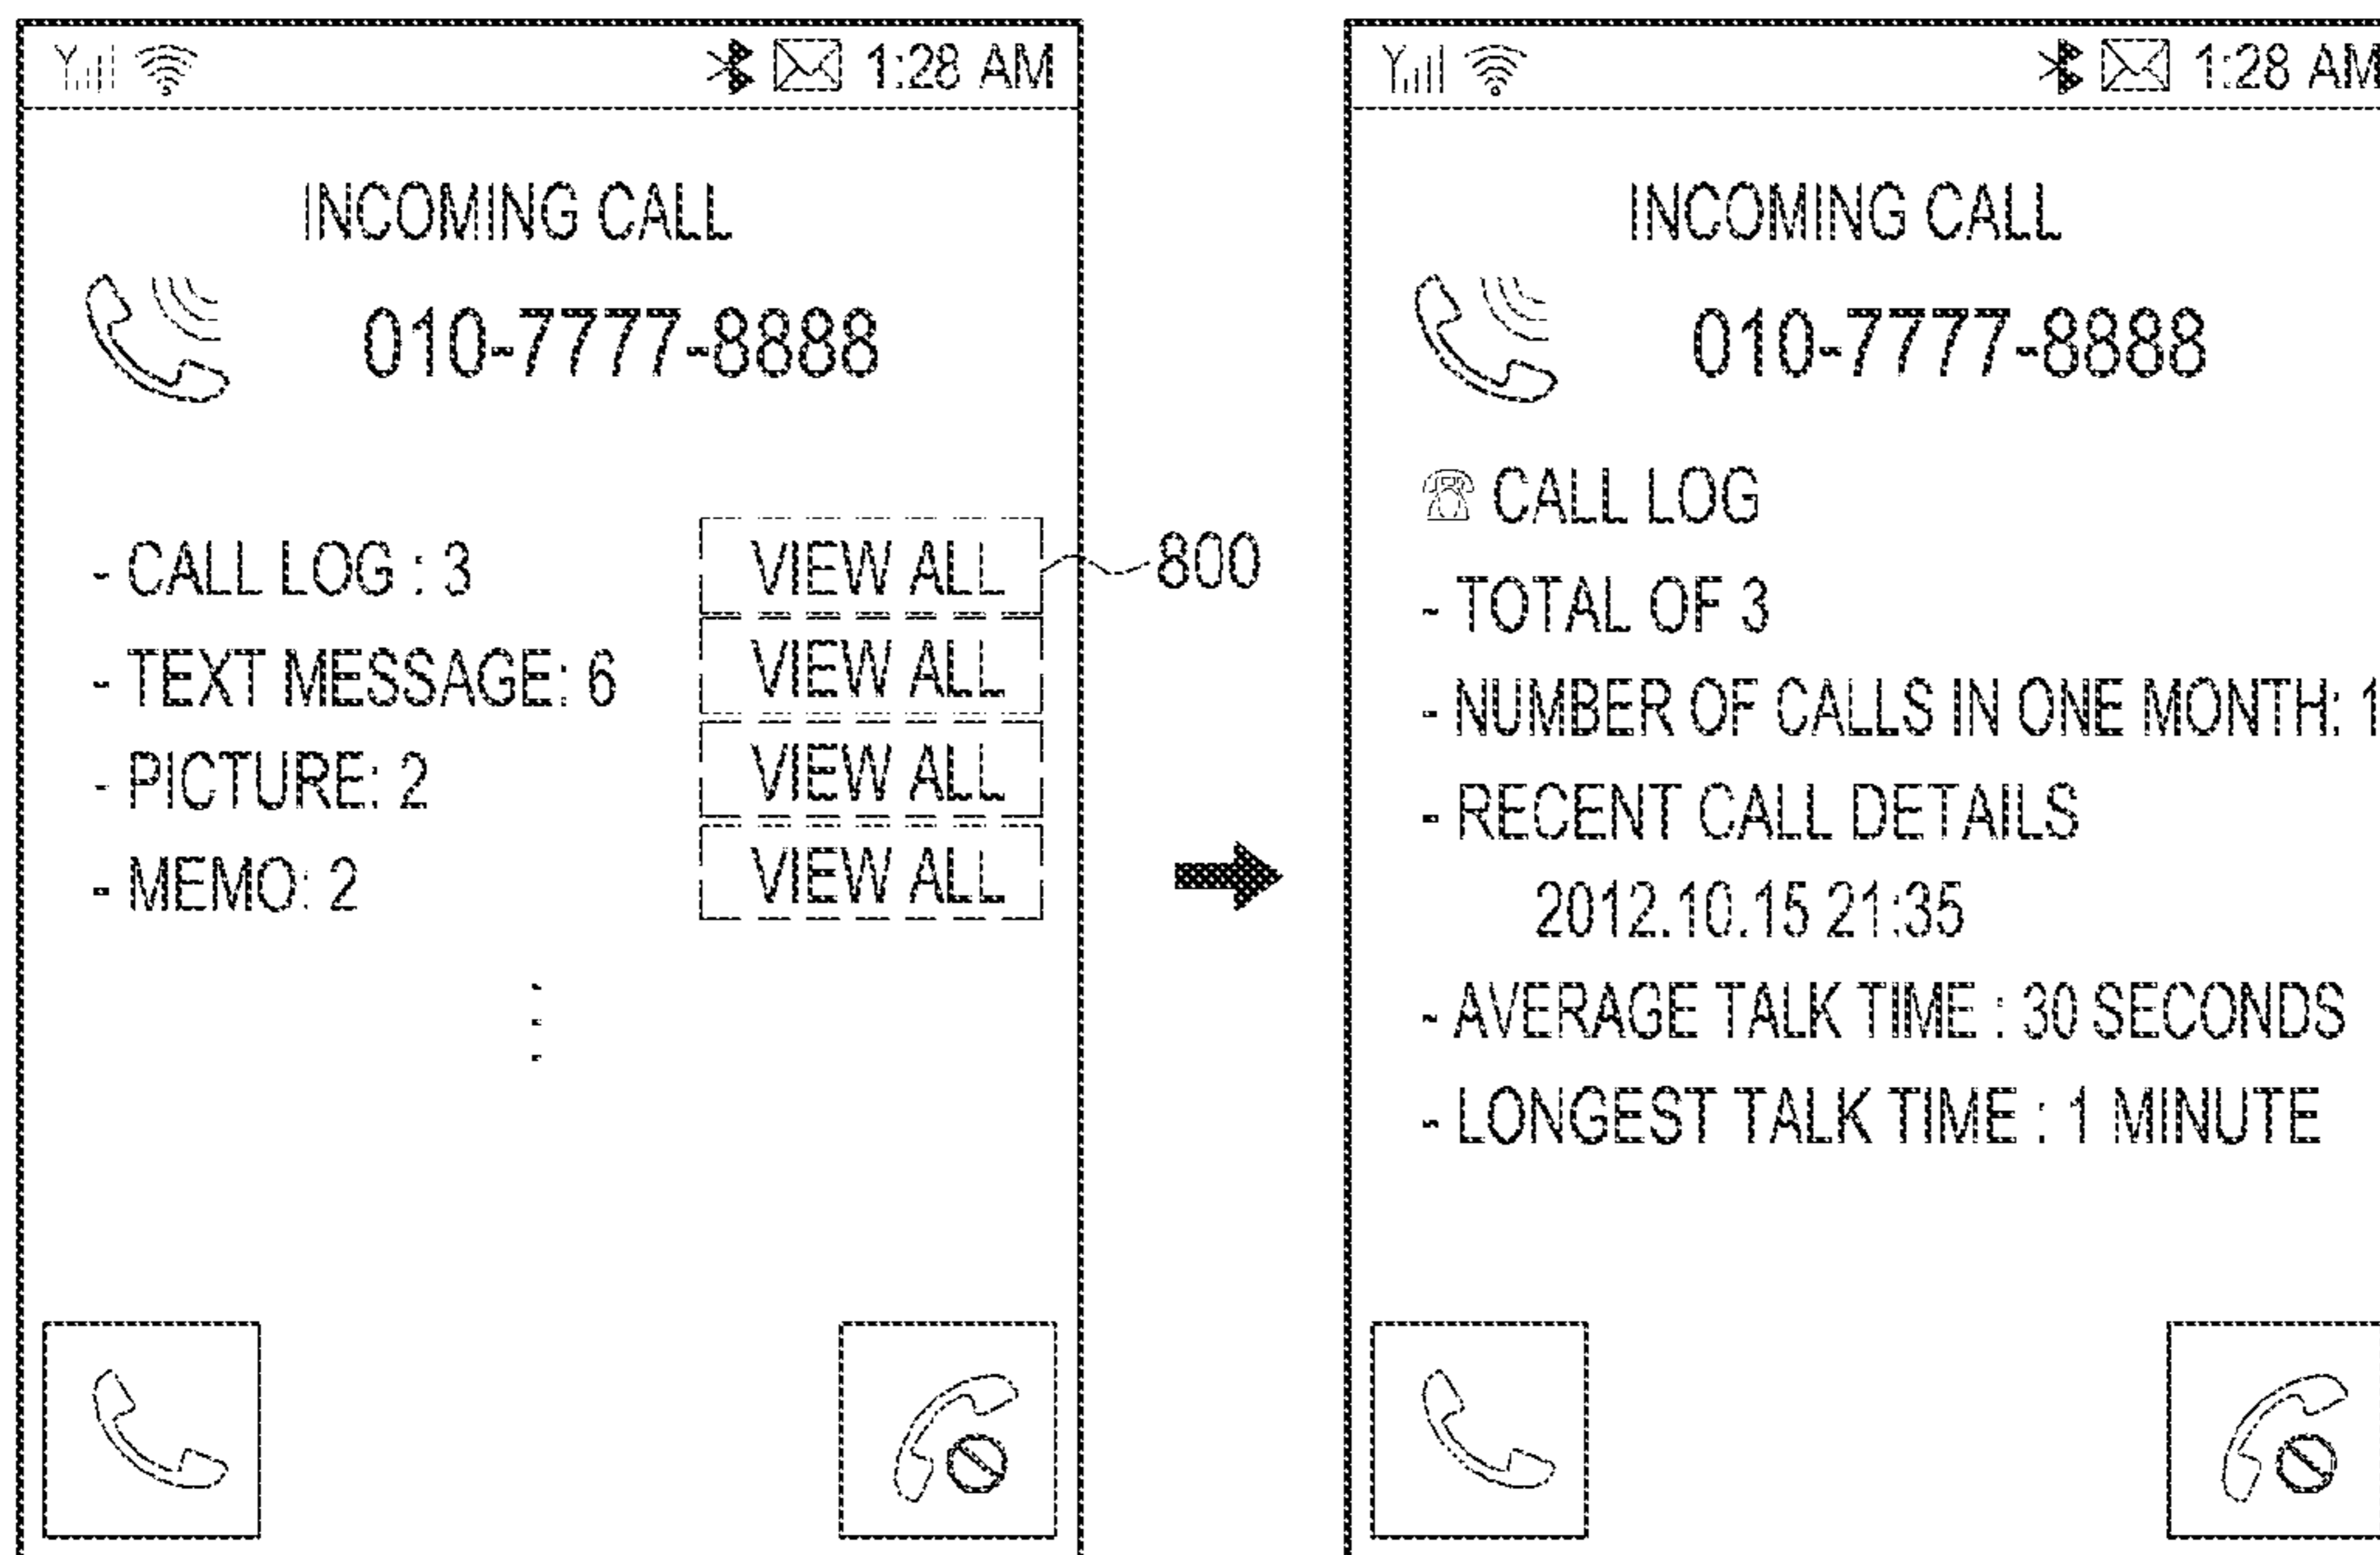 1:28 AM
INCOMING CALL
010-7777-8888
- CALL LOG : 3 VIEW ALL
- TEXT MESSAGE: 6 VIEW ALL
- PICTURE: 2 VIEW ALL
- MEMO: 2 VIEW ALL
800
1:28 AM
INCOMING CALL
010-7777-8888
CALL LOG
- TOTAL OF 3
- NUMBER OF CALLS IN ONE MONTH: 1
- RECENT CALL DETAILS
2012.10.15 21:35
- AVERAGE TALK TIME : 30 SECONDS
- LONGEST TALK TIME : 1 MINUTE